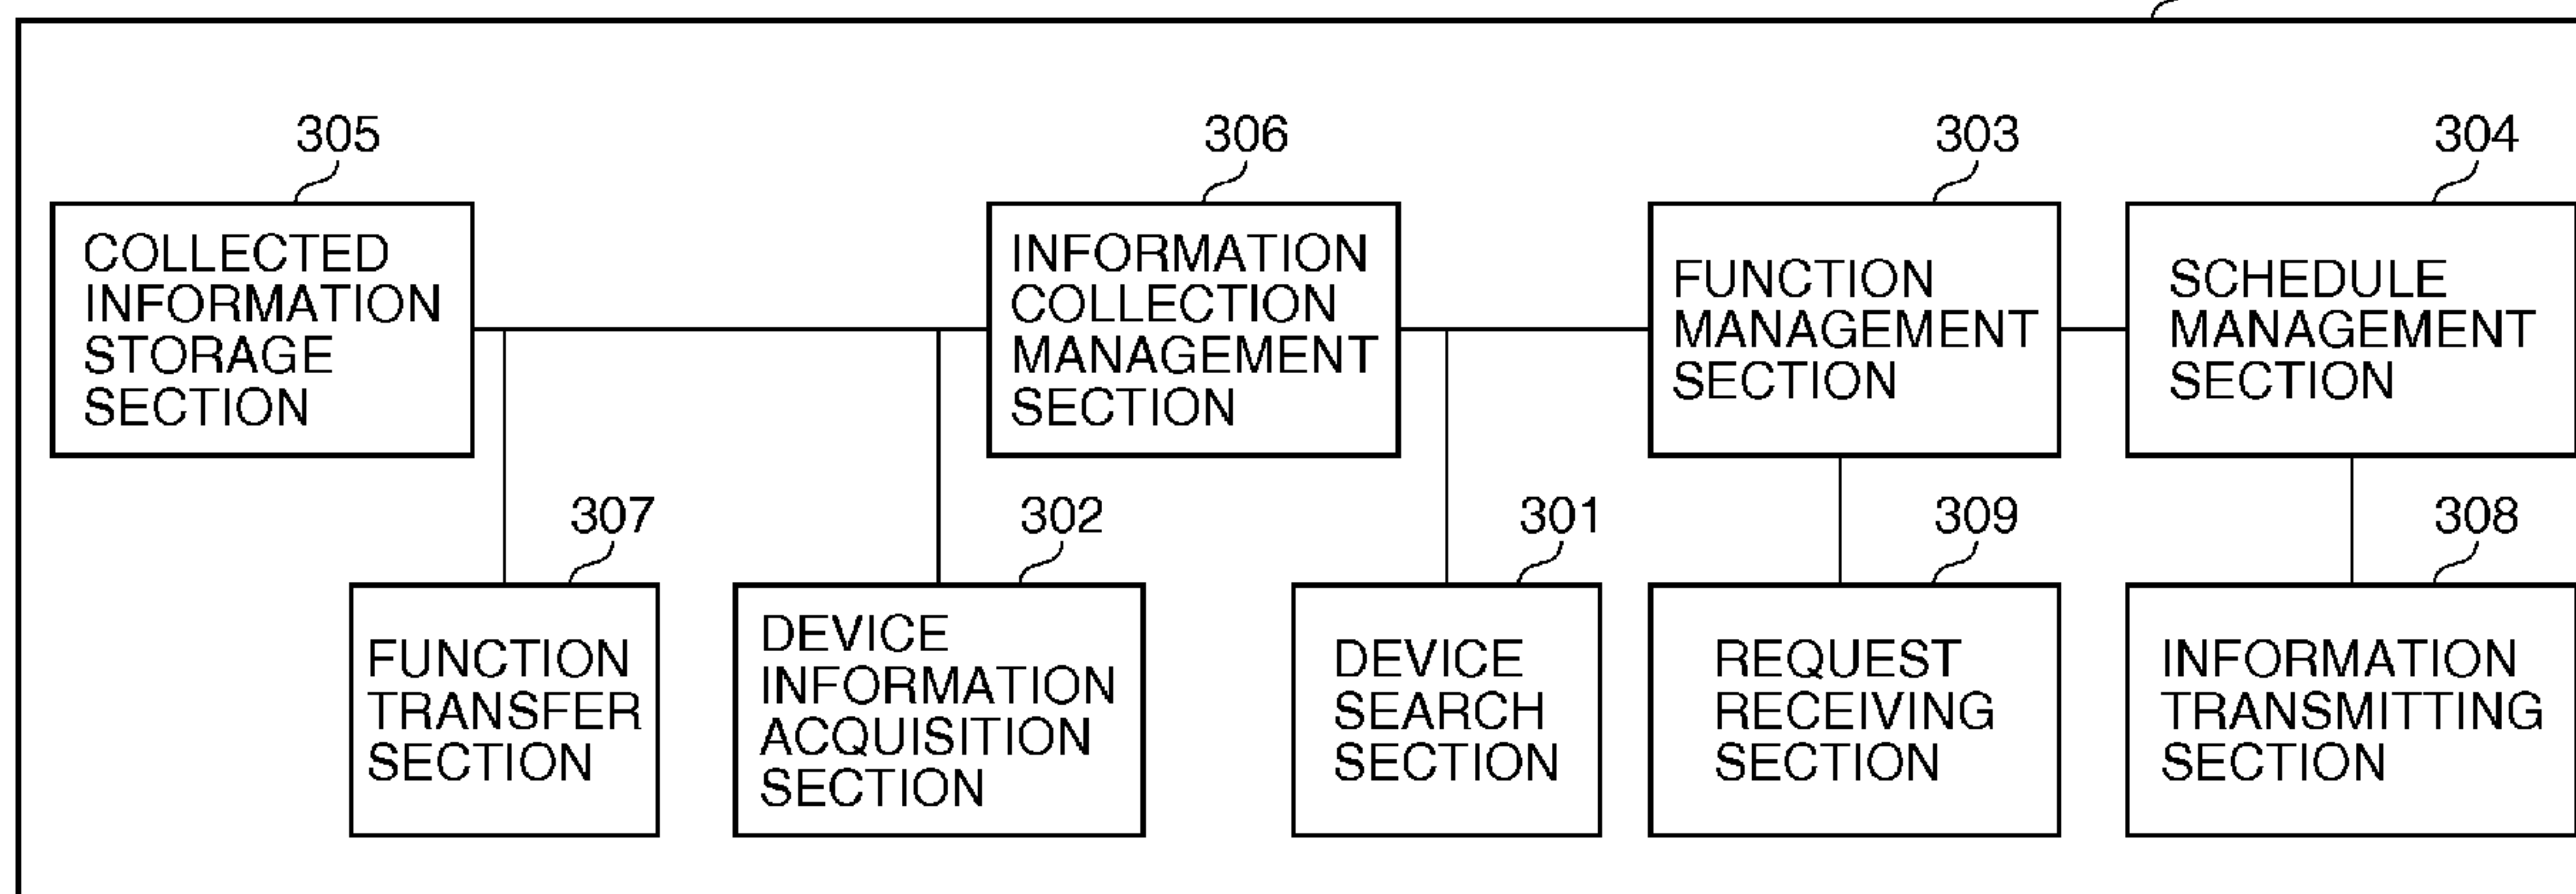 305
306
303
304
COLLECTED
INFORMATION
STORAGE
SECTION
INFORMATION
COLLECTION
MANAGEMENT
SECTION
FUNCTION
MANAGEMENT
SECTION
SCHEDULE
MANAGEMENT
SECTION
307
302
301
309
308
FUNCTION
TRANSFER
SECTION
DEVICE
INFORMATION
ACQUISITION
SECTION
DEVICE
SEARCH
SECTION
REQUEST
RECEIVING
SECTION
INFORMATION
TRANSMITTING
SECTION